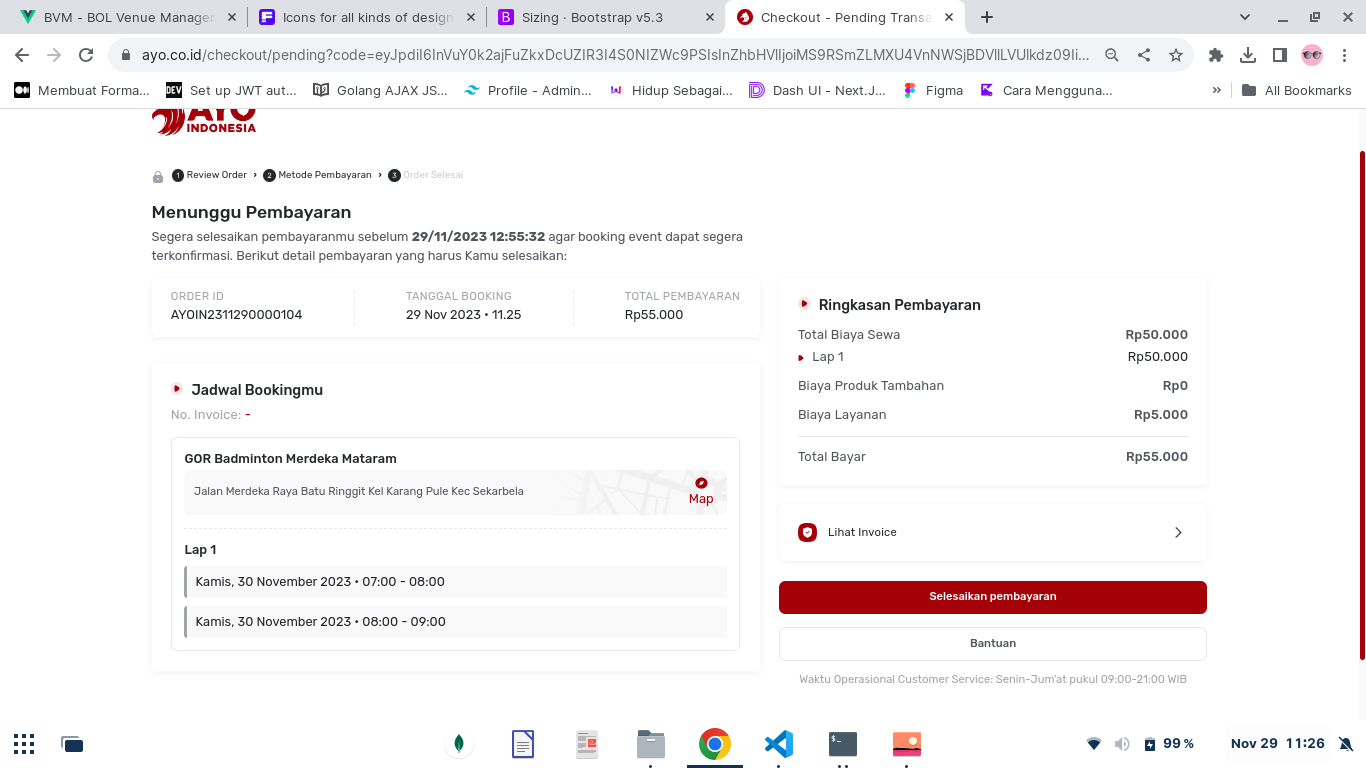 BVM - BOL Venue Manager
Icons for all kinds of design
Sizing · Bootstrap v5.3
Checkout - Pending Transa
ayo.co.id/checkout/pending?code=eyJpdiI6InVuY0k2ajFuZkxDcUZIR3I4S0NIZWc9PSIsInZhbHVlIjoiMS9RSmZLMXU4VnNWSjBDVllLVUlkdz09Ii...
Membuat Forma...
DEV
Set up JWT aut...
Golang AJAX JS...
Profile - Admin...
Hidup Sebagai...
Dash UI - Next.J...
Figma
Cara Mengguna...
»
All Bookmarks
AYO
INDONESIA
1 Review Order › 2 Metode Pembayaran › 3 Order Selesai
Menunggu Pembayaran
Segera selesaikan pembayaranmu sebelum 29/11/2023 12:55:32 agar booking event dapat segera
terkonfirmasi. Berikut detail pembayaran yang harus Kamu selesaikan:
ORDER ID
AYOIN2311290000104
TANGGAL BOOKING
29 Nov 2023 • 11.25
TOTAL PEMBAYARAN
Rp55.000
Jadwal Bookingmu
No. Invoice: -
GOR Badminton Merdeka Mataram
Jalan Merdeka Raya Batu Ringgit Kel Karang Pule Kec Sekarbela
Map
Lap 1
Kamis, 30 November 2023 • 07:00 - 08:00
Kamis, 30 November 2023 • 08:00 - 09:00
Ringkasan Pembayaran
Total Biaya Sewa Rp50.000
Lap 1 Rp50.000
Biaya Produk Tambahan Rp0
Biaya Layanan Rp5.000
Total Bayar Rp55.000
Lihat Invoice
Selesaikan pembayaran
Bantuan
Waktu Operasional Customer Service: Senin-Jum'at pukul 09:00-21:00 WIB
99 %
Nov 29 11:26